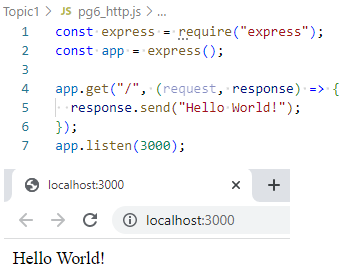 Topic1 > JS pg6_http.js > ...
1 const express = require("express");
2 const app = express();
3
4 app.get("/", (request, response) => {
5   response.send("Hello World!");
6 });
7 app.listen(3000);
localhost:3000
localhost:3000
Hello World!